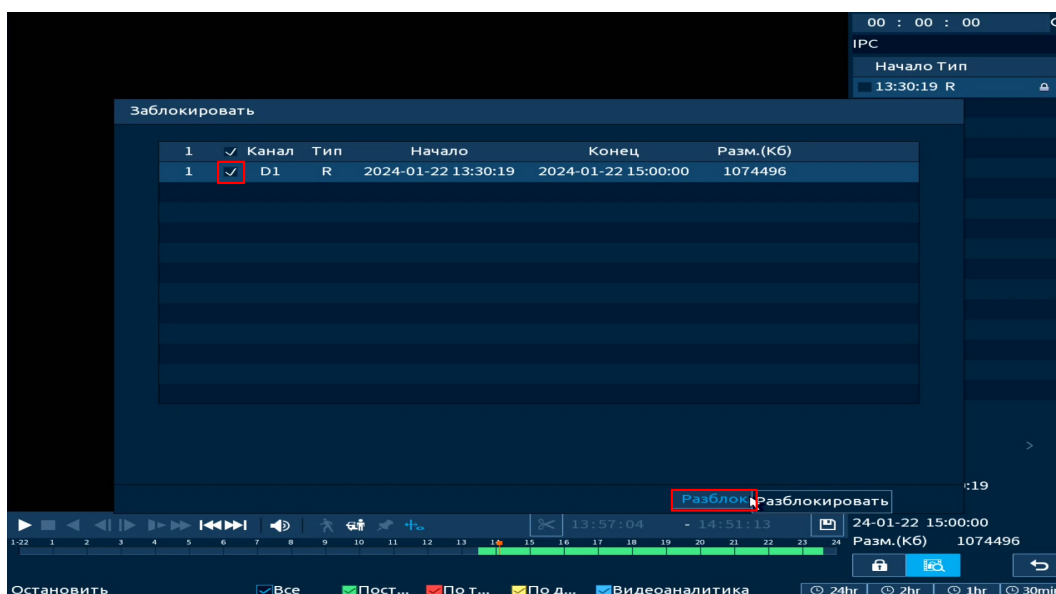 00 : 00 : 00
IPC
Начало Тип
13:30:19 R
Заблокировать
1 Канал Тип Начало Конец Разм.(Кб)
1 D1 R 2024-01-22 13:30:19 2024-01-22 15:00:00 1074496
:19
Разблок Разблокировать
13:57:04 - 14:51:13
24-01-22 15:00:00
1-22 1 2 3 4 5 6 7 8 9 10 11 12 13 14 15 16 17 18 19 20 21 22 23 24
Разм.(Кб) 1074496
Остановить Все Пост... По т... По д... Видеоаналитика 24hr 2hr 1hr 30mi